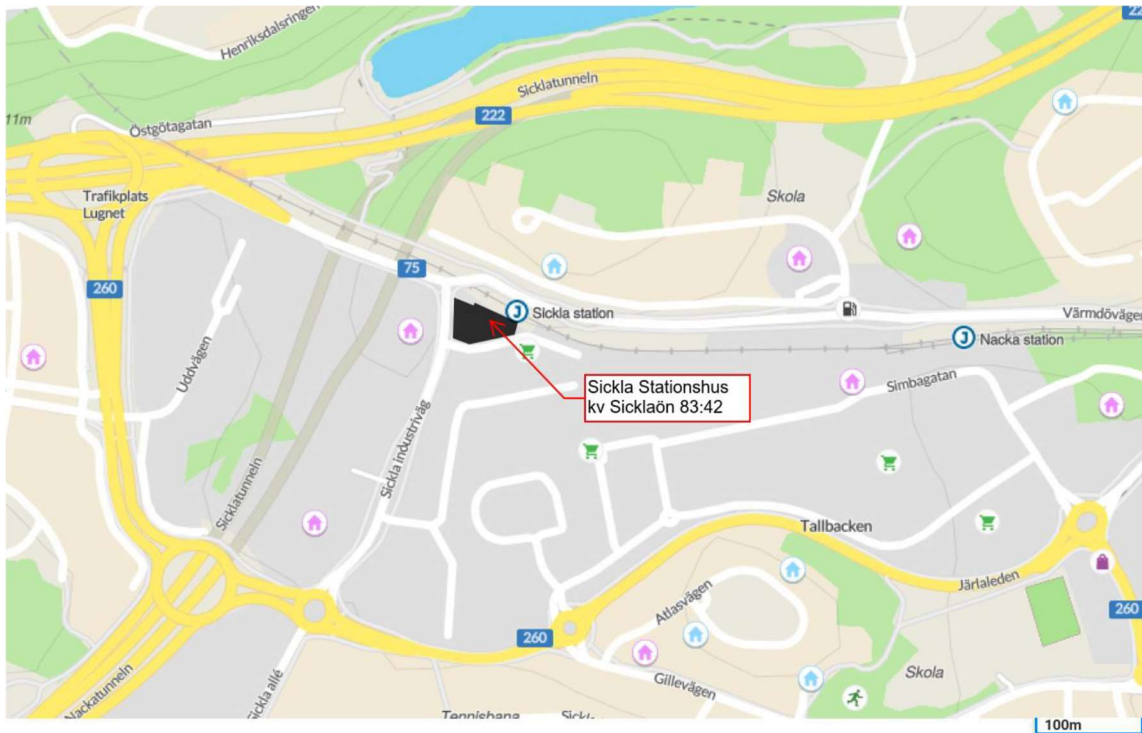 Henriksdalsringen
Sicklatunneln
222
11m
Östgötagatan
Trafikplats
Lugnet
Skola
75
260
J Sickla station
Värmdövägen
J Nacka station
Uddvägen
Sickla Stationshus
kv Sicklaön 83:42
Simbagatan
Sickla industriväg
Sicklatunneln
Tallbacken
Järlaleden
Atlasvägen
260
260
Skola
Gillevägen
Nackatunneln
Sickla allé
Tennisbana
100m